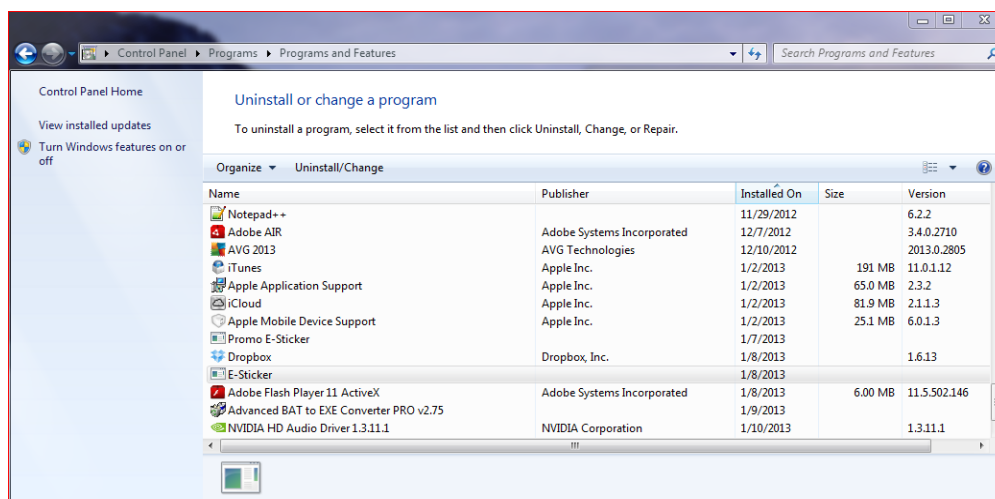 Control Panel Programs Programs and Features Search Programs and Features
Control Panel Home
View installed updates
Turn Windows features on or
off
Uninstall or change a program
To uninstall a program, select it from the list and then click Uninstall, Change, or Repair.
Organize Uninstall/Change
Name Publisher Installed On Size Version
Notepad++ 11/29/2012 6.2.2
Adobe AIR Adobe Systems Incorporated 12/7/2012 3.4.0.2710
AVG 2013 AVG Technologies 12/10/2012 2013.0.2805
iTunes Apple Inc. 1/2/2013 191 MB 11.0.1.12
Apple Application Support Apple Inc. 1/2/2013 65.0 MB 2.3.2
iCloud Apple Inc. 1/2/2013 81.9 MB 2.1.1.3
Apple Mobile Device Support Apple Inc. 1/2/2013 25.1 MB 6.0.1.3
Promo E-Sticker 1/7/2013
Dropbox Dropbox, Inc. 1/8/2013 1.6.13
E-Sticker 1/8/2013
Adobe Flash Player 11 ActiveX Adobe Systems Incorporated 1/8/2013 6.00 MB 11.5.502.146
Advanced BAT to EXE Converter PRO v2.75 1/9/2013
NVIDIA HD Audio Driver 1.3.11.1 NVIDIA Corporation 1/10/2013 1.3.11.1